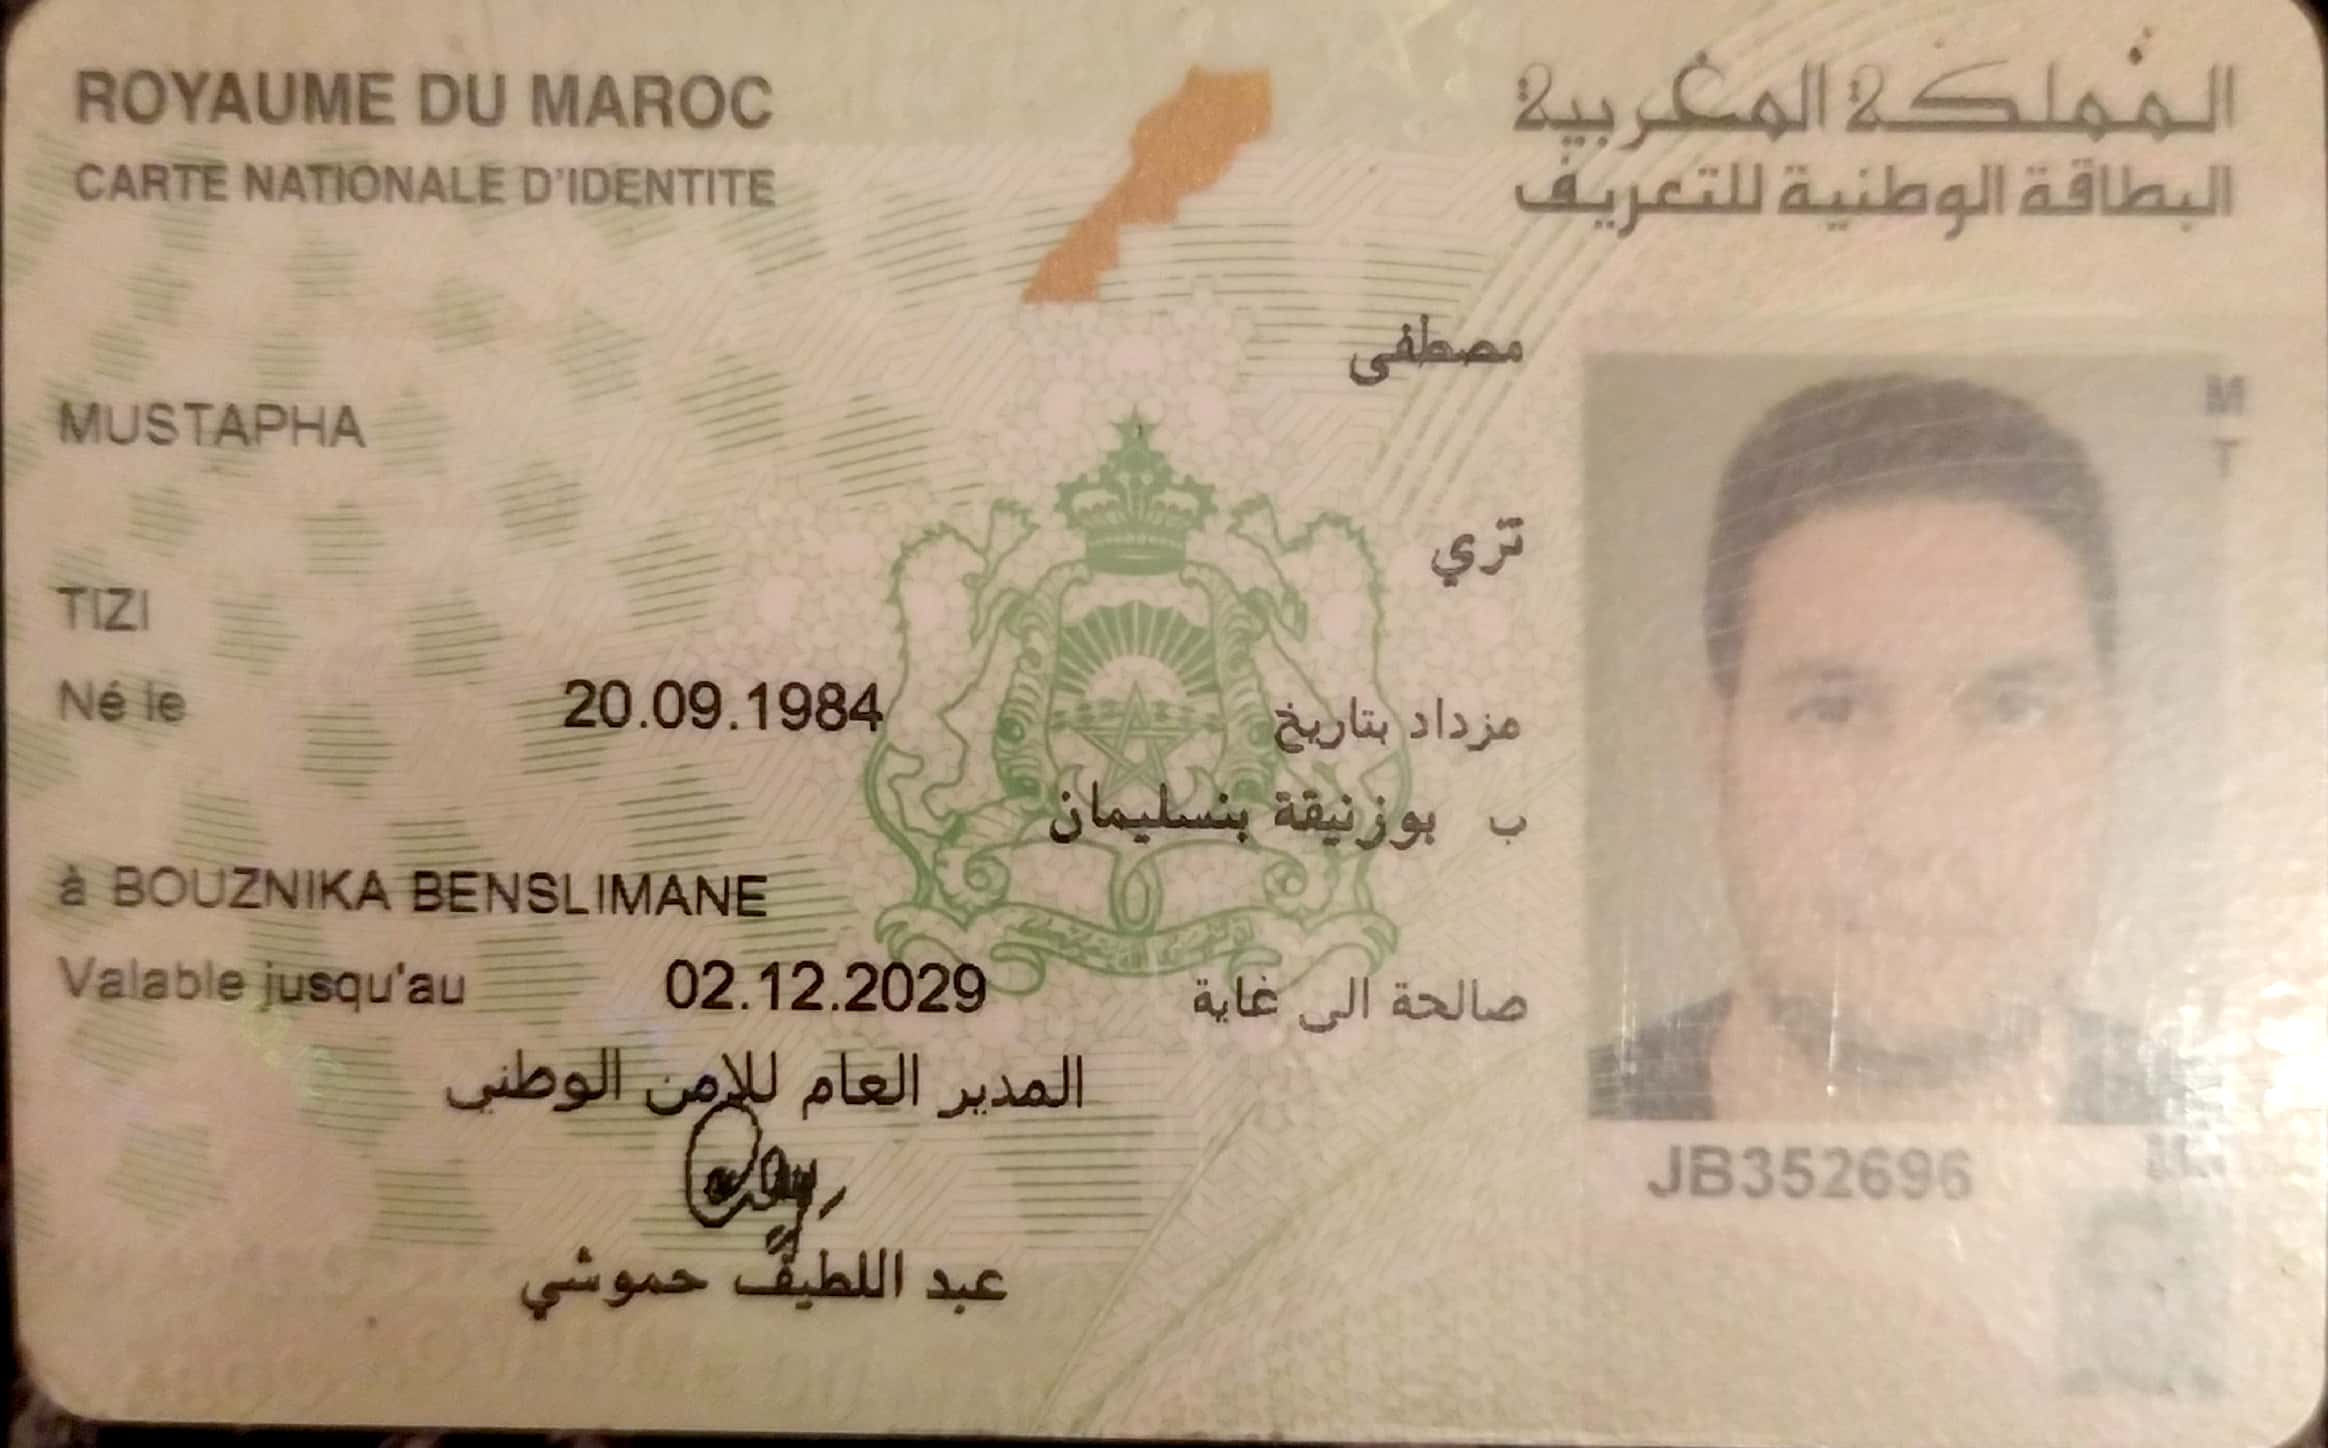 ROYAUME DU MAROC
المملكة المغربية
CARTE NATIONALE D'IDENTITE
البطاقة الوطنية للتعريف
مصطفى
MUSTAPHA
تزي
TIZI
Né le 20.09.1984 مزداد بتاريخ
ب بوزنيقة بنسليمان
à BOUZNIKA BENSLIMANE
Valable jusqu'au 02.12.2029 صالحة الى غاية
المدير العام للامن الوطني
عبد اللطيف حموشي
M
T
JB352696